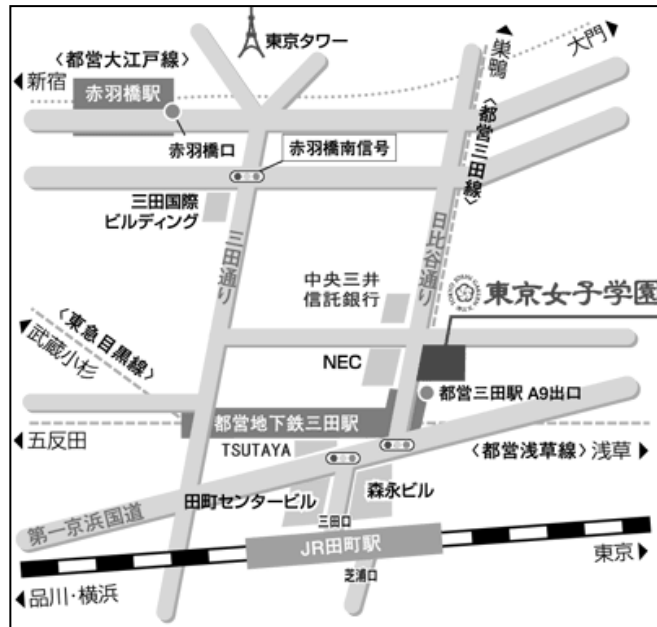 東京タワー
〈都営大江戸線〉
新宿
赤羽橋駅
巣鴨
大門
赤羽橋口
赤羽橋南信号
〈都営三田線〉
三田国際
ビルディング
三田通り
日比谷通り
中央三井
信託銀行
東京女子学園
〈東急目黒線〉
武蔵小杉
NEC
都営三田駅 A9出口
都営地下鉄三田駅
五反田
TSUTAYA
〈都営浅草線〉浅草
田町センタービル
森永ビル
第一京浜国道
三田口
JR田町駅
東京
芝浦口
品川・横浜